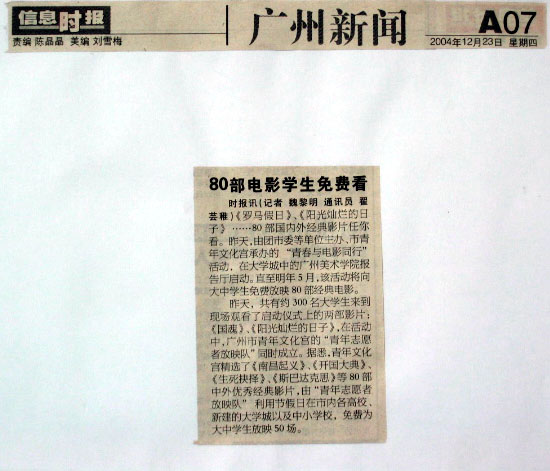 信息时报
责编 陈晶晶 美编 刘雪梅
广州新闻
A07
2004年12月23日 星期四
80部电影学生免费看
时报讯(记者 魏黎明 通讯员 翟
芸稚)《罗马假日》、《阳光灿烂的日
子》……80部国内外经典影片任你
看。昨天,由团市委等单位主办、市青
年文化宫承办的“青春与电影同行”
活动,在大学城中的广州美术学院报
告厅启动。直至明年5月,该活动将向
大中学生免费放映80部经典电影。
昨天,共有约300名大学生来到
现场观看了启动仪式上的两部影片:
《国魂》、《阳光灿烂的日子》,在活动
中,广州市青年文化宫的“青年志愿
者放映队”同时成立。据悉,青年文化
宫精选了《南昌起义》、《开国大典》、
《生死抉择》、《斯巴达克思》等80部
中外优秀经典影片,由“青年志愿者
放映队”利用节假日在市内各高校、
新建的大学城以及中小学校,免费为
大中学生放映50场。